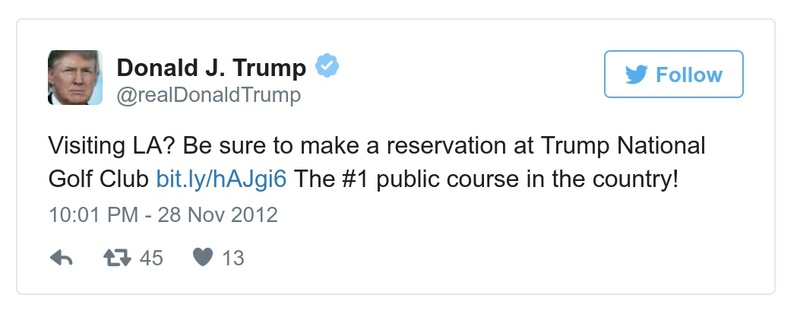 Donald J. Trump
Follow
@realDonaldTrump
Visiting LA? Be sure to make a reservation at Trump National
Golf Club bit.ly/hAJgi6 The #1 public course in the country!
10:01 PM - 28 Nov 2012
45 13